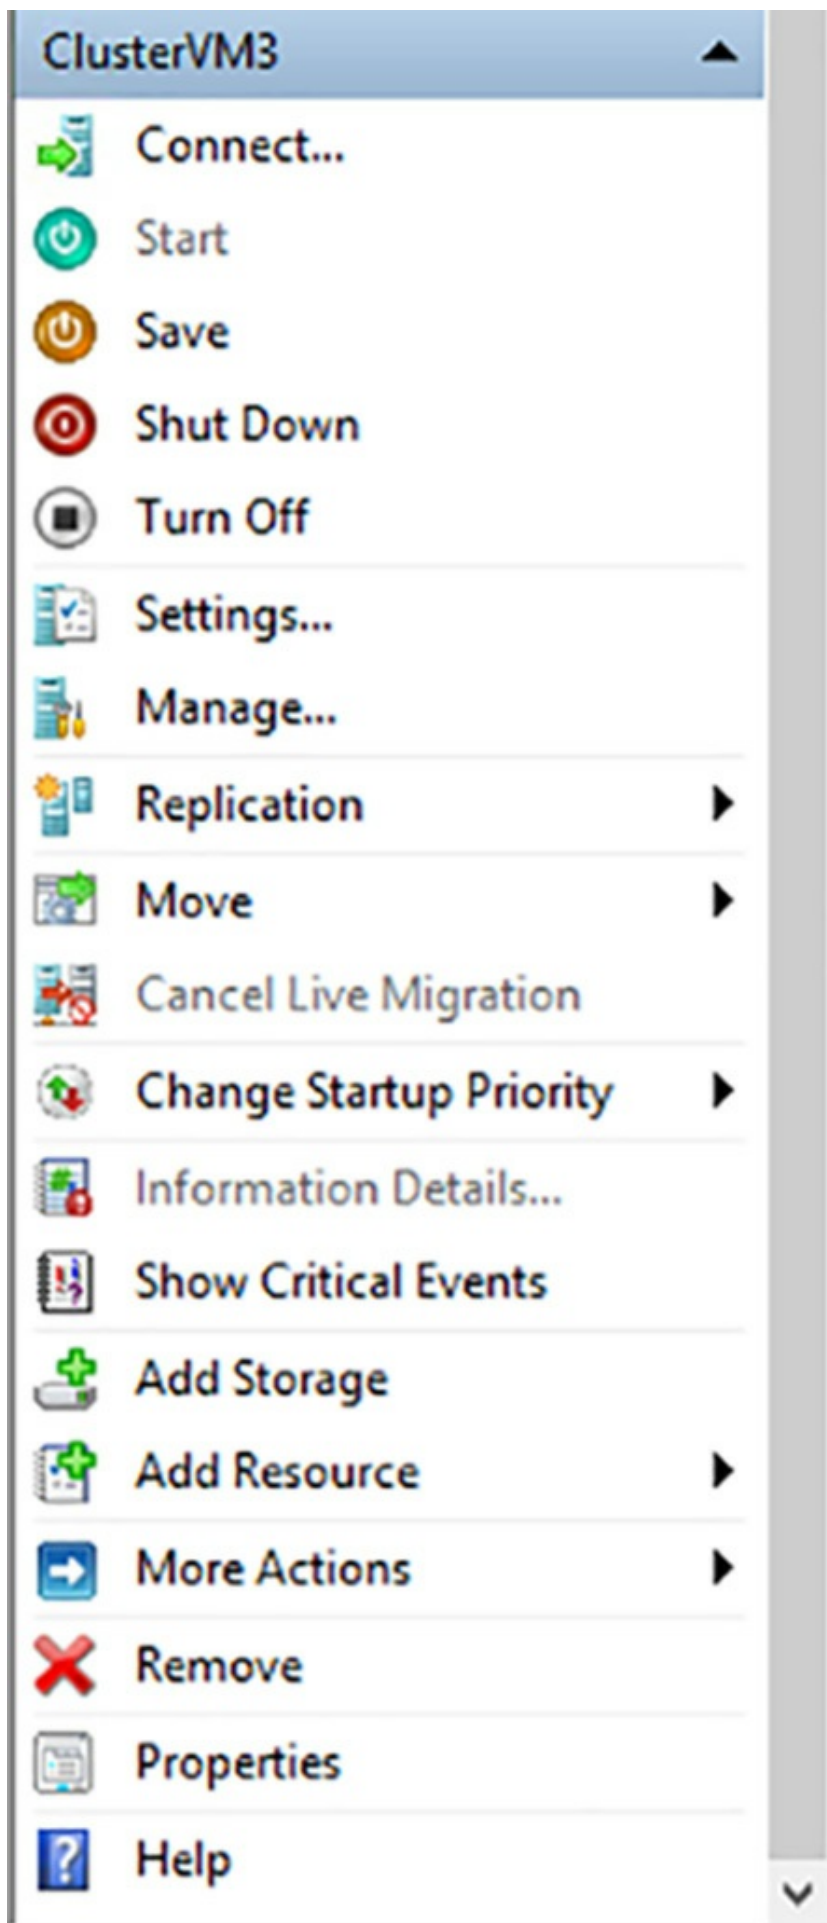 ClusterVM3
Connect...
Start
Save
Shut Down
Turn Off
Settings...
Manage...
Replication
Move
Cancel Live Migration
Change Startup Priority
Information Details...
Show Critical Events
Add Storage
Add Resource
More Actions
Remove
Properties
Help